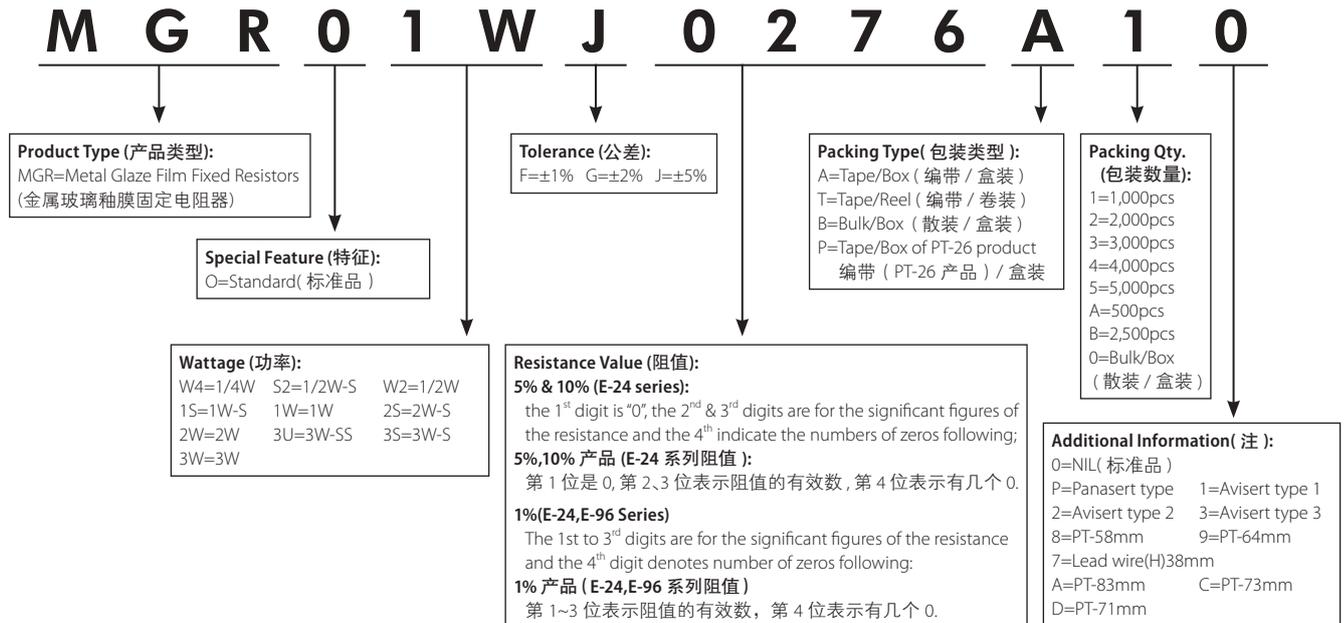 M G R 0 1 W J 0 2 7 6 A 1 0
Product Type (产品类型):
MGR=Metal Glaze Film Fixed Resistors
(金属玻璃釉膜固定电阻器)
Special Feature (特征):
O=Standard( 标准品 )
Wattage (功率):
W4=1/4W S2=1/2W-S W2=1/2W
1S=1W-S 1W=1W 2S=2W-S
2W=2W 3U=3W-SS 3S=3W-S
3W=3W
Tolerance (公差):
F=±1% G=±2% J=±5%
Resistance Value (阻值):
5% & 10% (E-24 series):
the 1st digit is "0", the 2nd & 3rd digits are for the significant figures of
the resistance and the 4th indicate the numbers of zeros following;
5%,10% 产品 (E-24 系列阻值 ):
第 1 位是 0, 第 2、3 位表示阻值的有效数 , 第 4 位表示有几个 0.
1%(E-24,E-96 Series)
The 1st to 3rd digits are for the significant figures of the resistance
and the 4th digit denotes number of zeros following:
1% 产品 ( E-24,E-96 系列阻值 )
第 1~3 位表示阻值的有效数，第 4 位表示有几个 0.
Packing Type( 包装类型 ):
A=Tape/Box ( 编带 / 盒装 )
T=Tape/Reel ( 编带 / 卷装 )
B=Bulk/Box ( 散装 / 盒装 )
P=Tape/Box of PT-26 product
编带 ( PT-26 产品 ) / 盒装
Packing Qty.
(包装数量):
1=1,000pcs
2=2,000pcs
3=3,000pcs
4=4,000pcs
5=5,000pcs
A=500pcs
B=2,500pcs
0=Bulk/Box
( 散装 / 盒装 )
Additional Information( 注 ):
0=NIL( 标准品 )
P=Panasert type 1=Avisert type 1
2=Avisert type 2 3=Avisert type 3
8=PT-58mm 9=PT-64mm
7=Lead wire(H)38mm
A=PT-83mm C=PT-73mm
D=PT-71mm